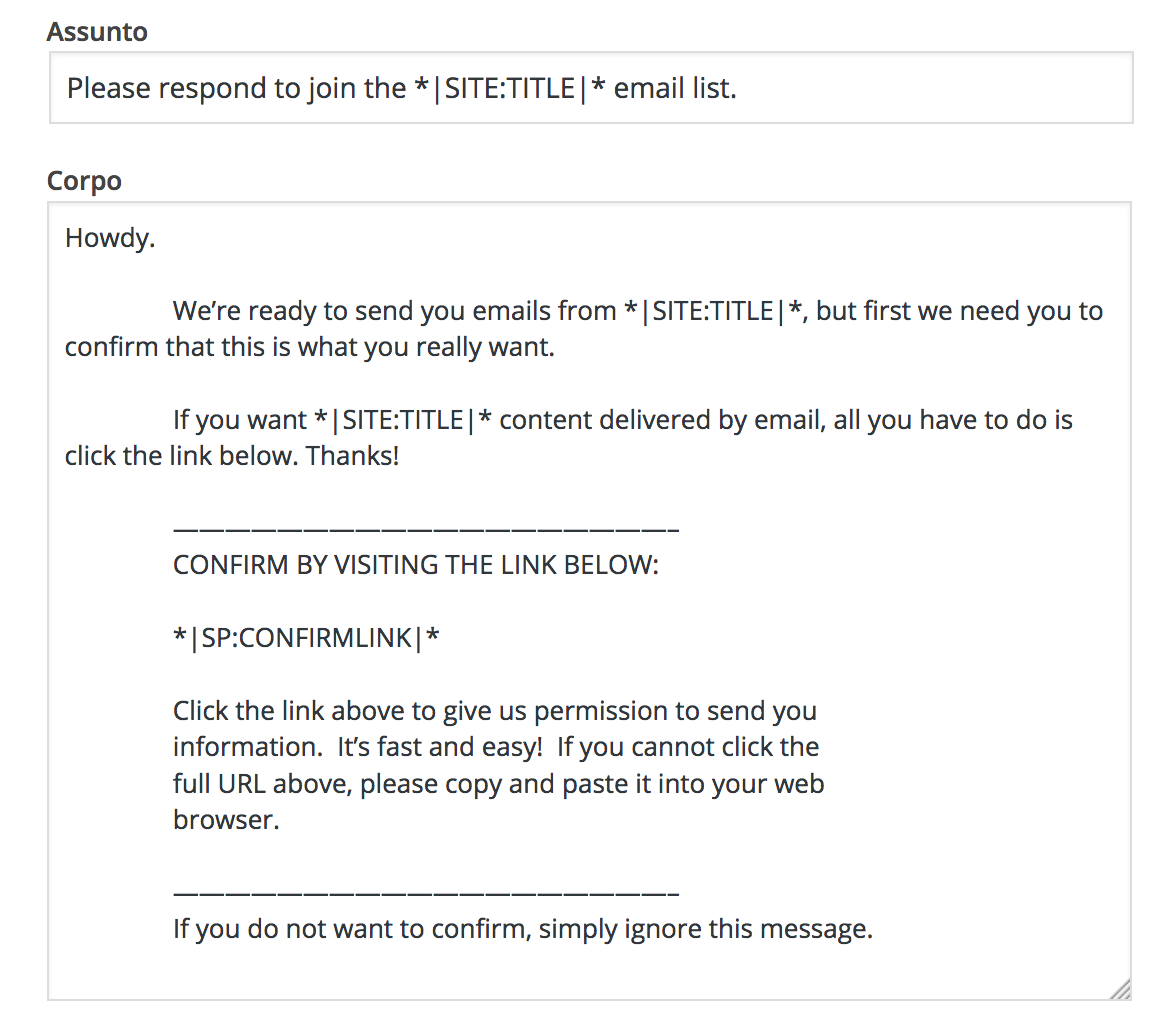 Assunto
Please respond to join the *|SITE:TITLE|* email list.
Corpo
Howdy.
We’re ready to send you emails from *|SITE:TITLE|*, but first we need you to
confirm that this is what you really want.
If you want *|SITE:TITLE|* content delivered by email, all you have to do is
click the link below. Thanks!
———————————————————–
CONFIRM BY VISITING THE LINK BELOW:
*|SP:CONFIRMLINK|*
Click the link above to give us permission to send you
information.  It’s fast and easy!  If you cannot click the
full URL above, please copy and paste it into your web
browser.
———————————————————–
If you do not want to confirm, simply ignore this message.